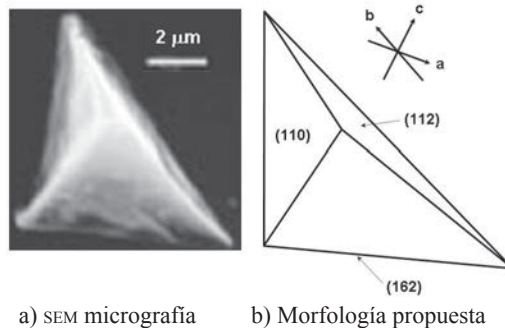 2 μm
b
c
a
(112)
(110)
(162)
a) SEM micrografía b) Morfología propuesta